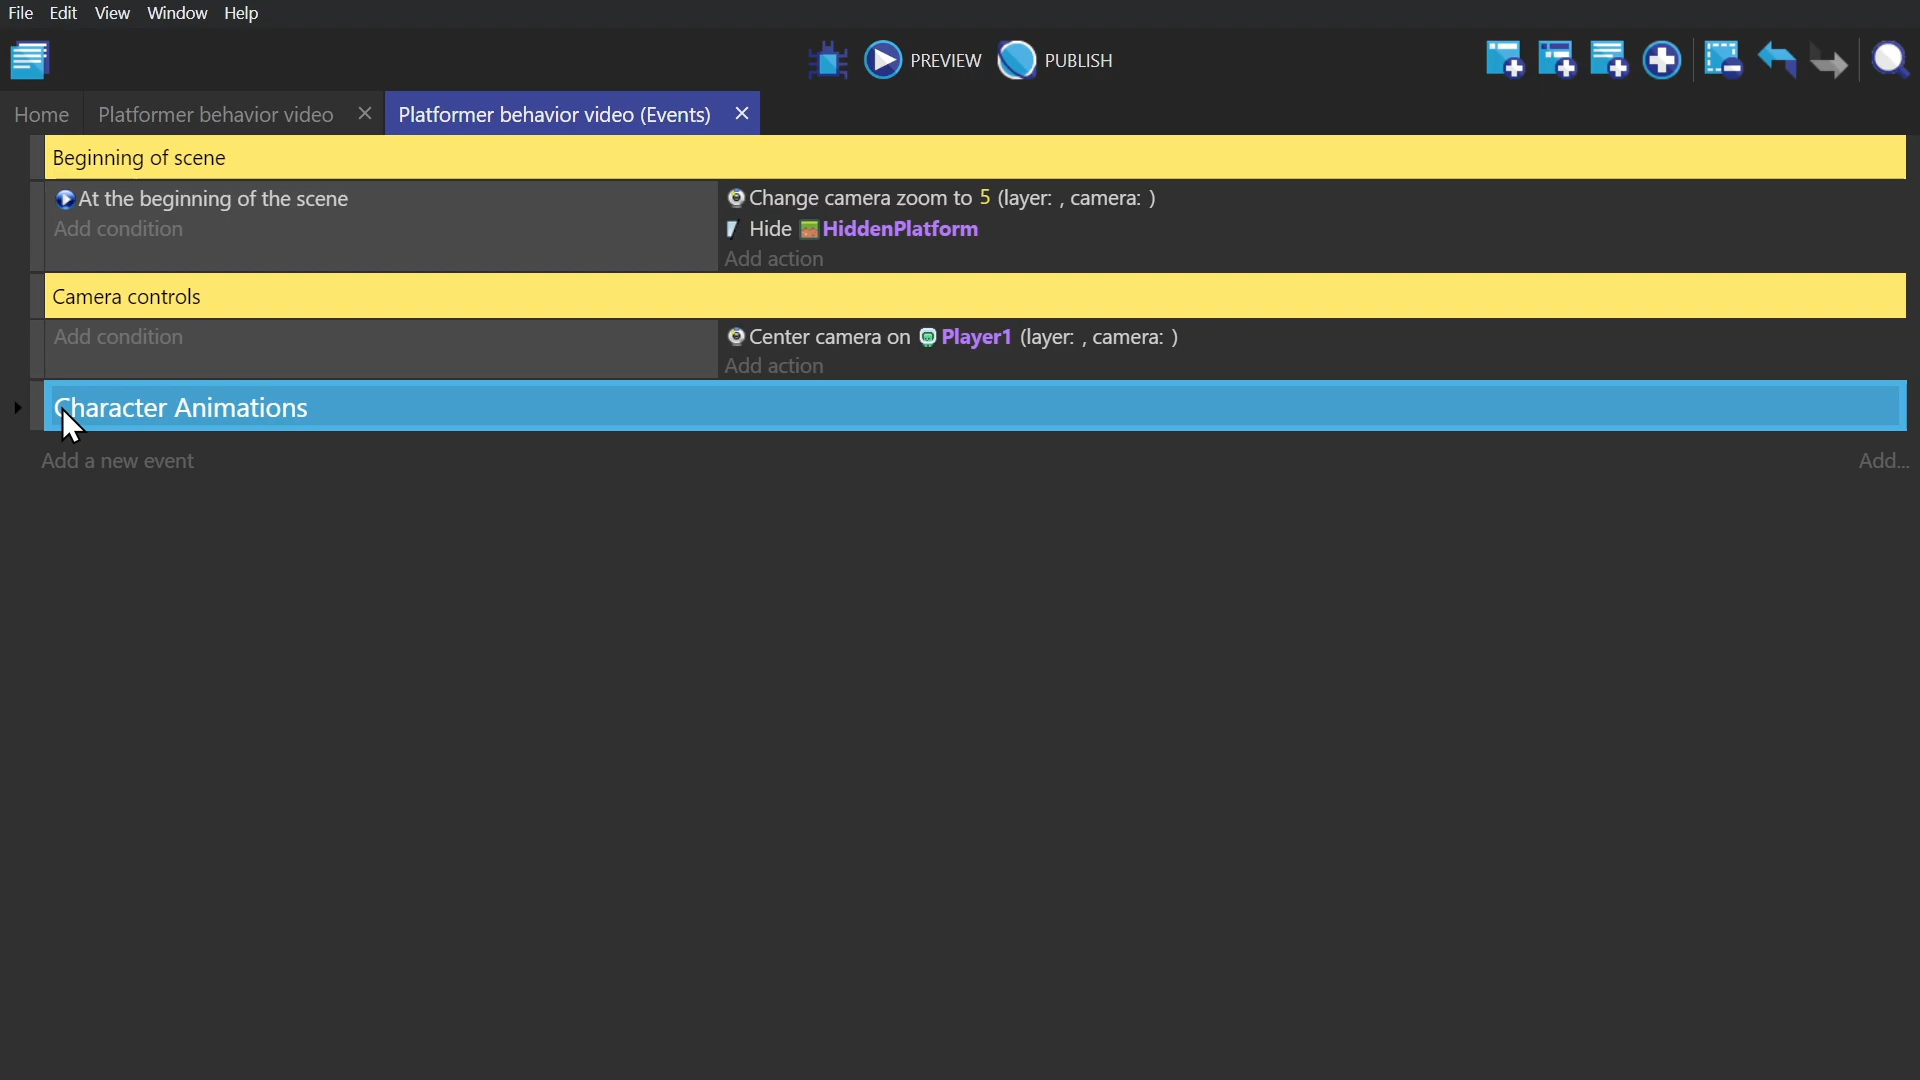 File Edit View Window Help
PREVIEW PUBLISH
Home Platformer behavior video Platformer behavior video (Events)
Beginning of scene
At the beginning of the scene
Add condition
Change camera zoom to 5 (layer: , camera: )
Hide HiddenPlatform
Add action
Camera controls
Add condition
Center camera on Player1 (layer: , camera: )
Add action
Character Animations
Add a new event
Add...